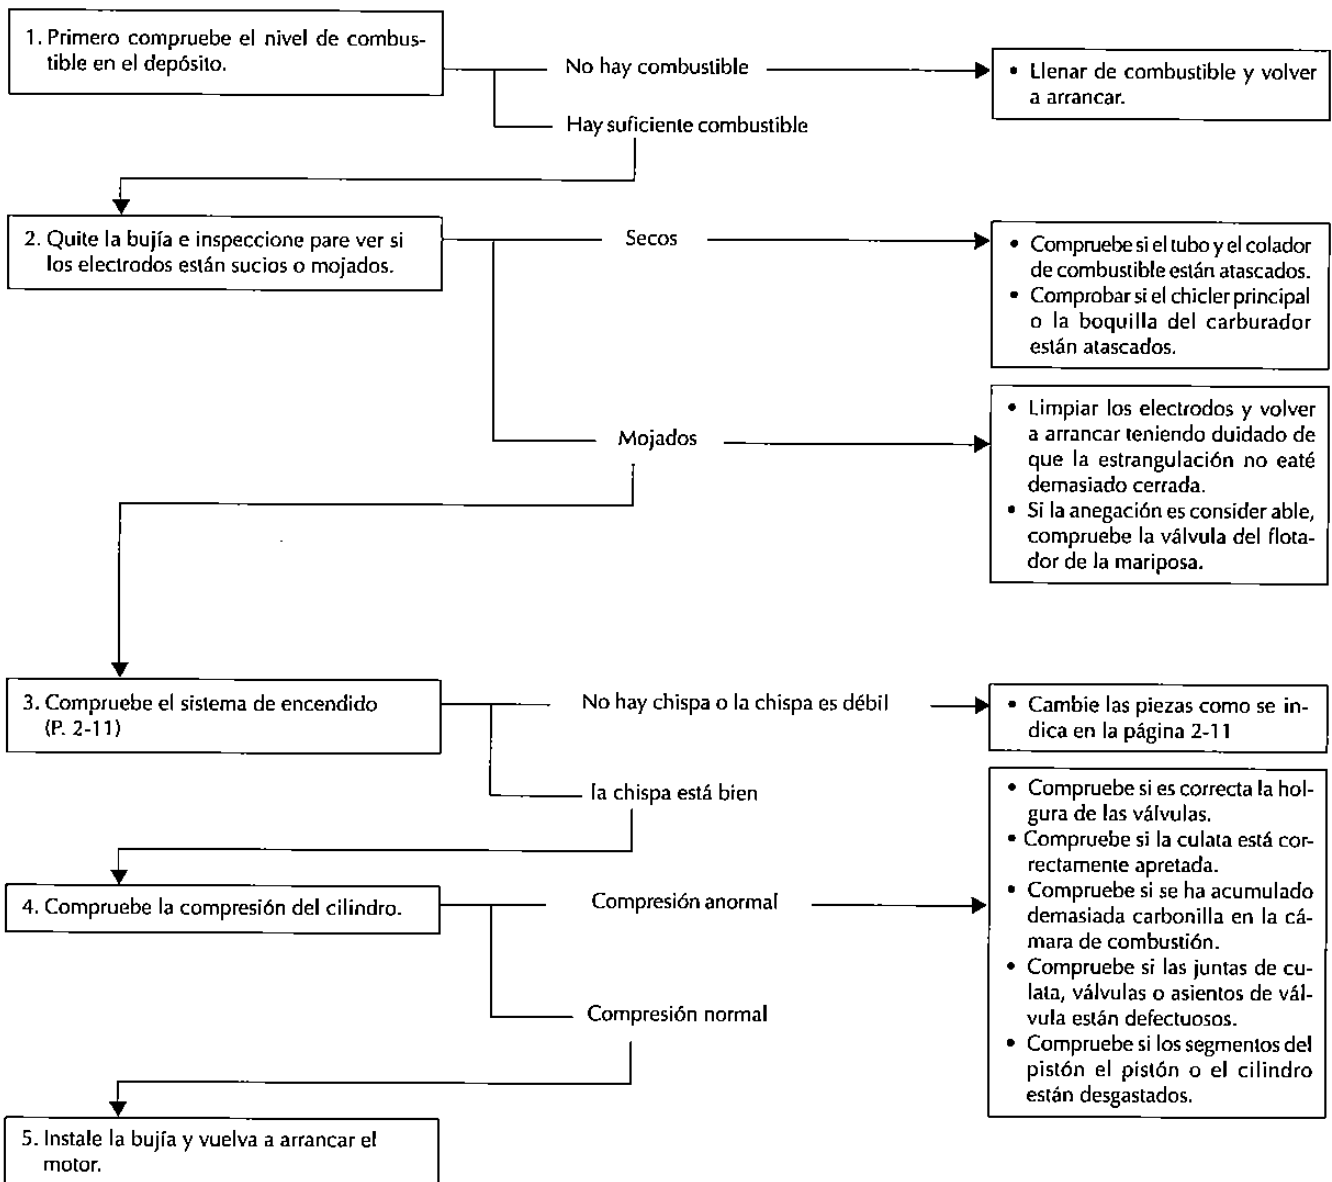 1. Primero compruebe el nivel de combus-
tible en el depósito.
No hay combustible
• Llenar de combustible y volver
a arrancar.
Hay suficiente combustible
2. Quite la bujía e inspeccione pare ver si
los electrodos están sucios o mojados.
Secos
• Compruebe si el tubo y el colador
de combustible están atascados.
• Comprobar si el chicler principal
o la boquilla del carburador
están atascados.
Mojados
• Limpiar los electrodos y volver
a arrancar teniendo duidado de
que la estrangulación no eaté
demasiado cerrada.
• Si la anegación es consider able,
compruebe la válvula del flota-
dor de la mariposa.
3. Compruebe el sistema de encendido
(P. 2-11)
No hay chispa o la chispa es débil
• Cambie las piezas como se in-
dica en la página 2-11
la chispa está bien
4. Compruebe la compresión del cilindro.
Compresión anormal
• Compruebe si es correcta la hol-
gura de las válvulas.
• Compruebe si la culata está cor-
rectamente apretada.
• Compruebe si se ha acumulado
demasiada carbonilla en la cá-
mara de combustión.
• Compruebe si las juntas de cu-
lata, válvulas o asientos de vál-
vula están defectuosos.
• Compruebe si los segmentos del
pistón el pistón o el cilindro
están desgastados.
Compresión normal
5. Instale la bujía y vuelva a arrancar el
motor.